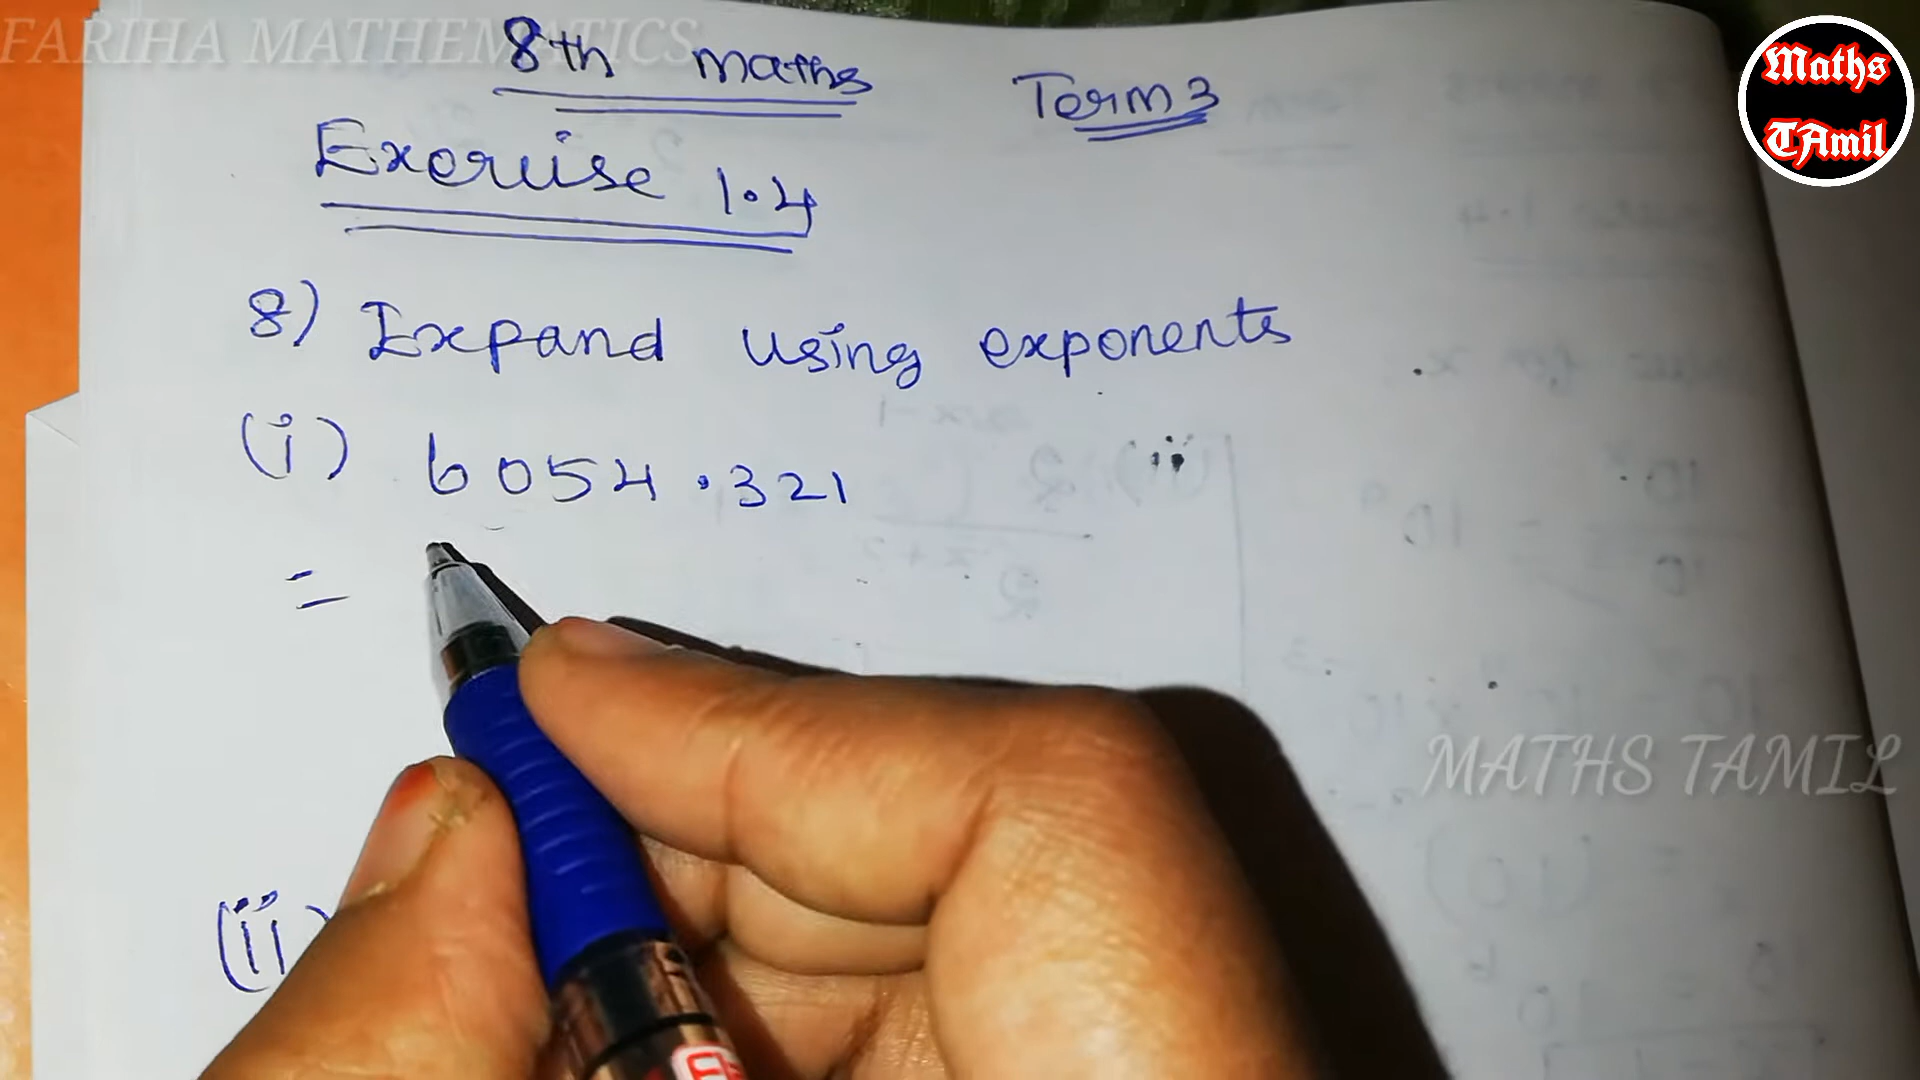 FARIHA MATHEMATICS
8th maths Term 3
Exercise 1.4
8) Expand using exponents
(i) 6054.321
=
(ii)
Maths
TAmil
MATHS TAMIL